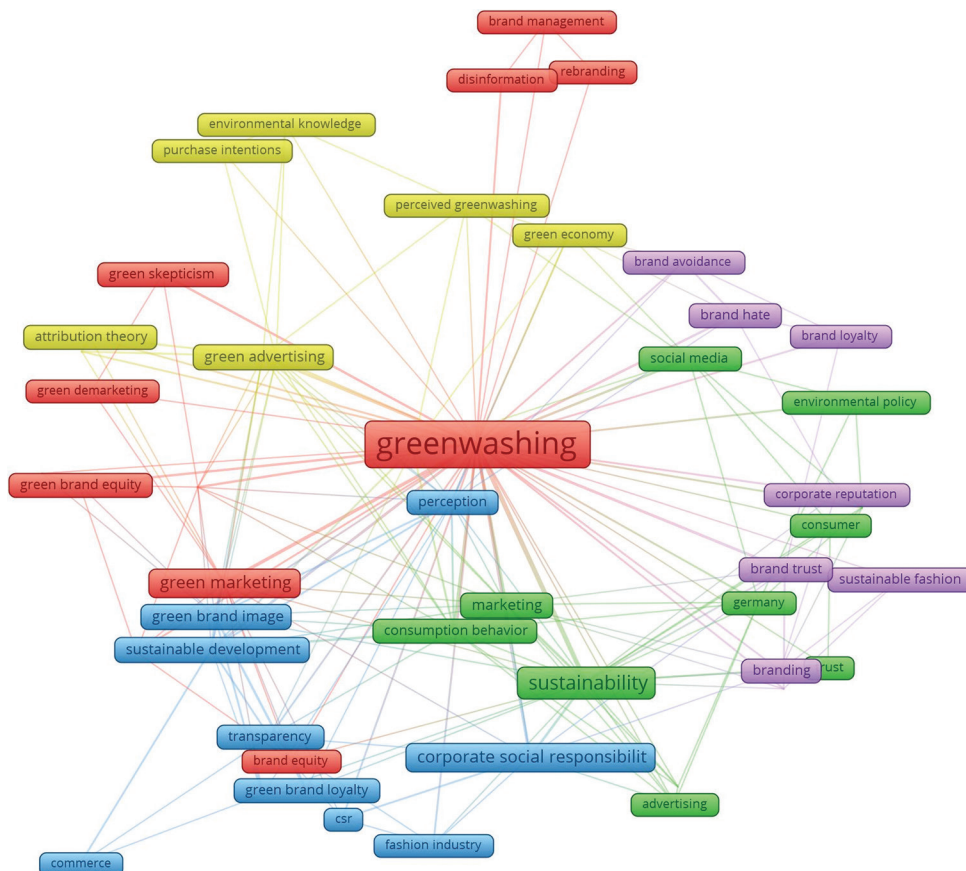 brand management
rebranding
disinformation
environmental knowledge
purchase intentions
perceived greenwashing
green economy
brand avoidance
green skepticism
brand hate
attribution theory
brand loyalty
green advertising
social media
green demarketing
environmental policy
greenwashing
green brand equity
corporate reputation
perception
consumer
brand trust
green marketing
sustainable fashion
germany
marketing
green brand image
consumption behavior
sustainable development
branding
sustainability
transparency
corporate social responsibilit
brand equity
green brand loyalty
advertising
csr
fashion industry
commerce